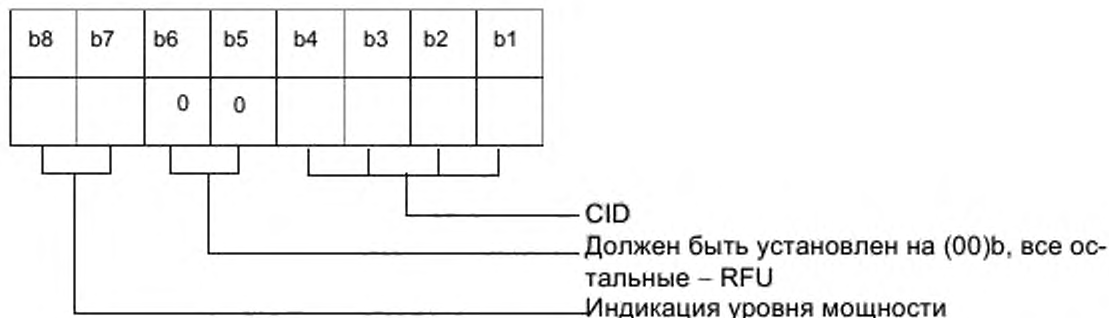 b8 b7 b6 b5 b4 b3 b2 b1
0 0
CID
Должен быть установлен на (00)b, все ос-
тальные – RFU
Индикация уровня мощности